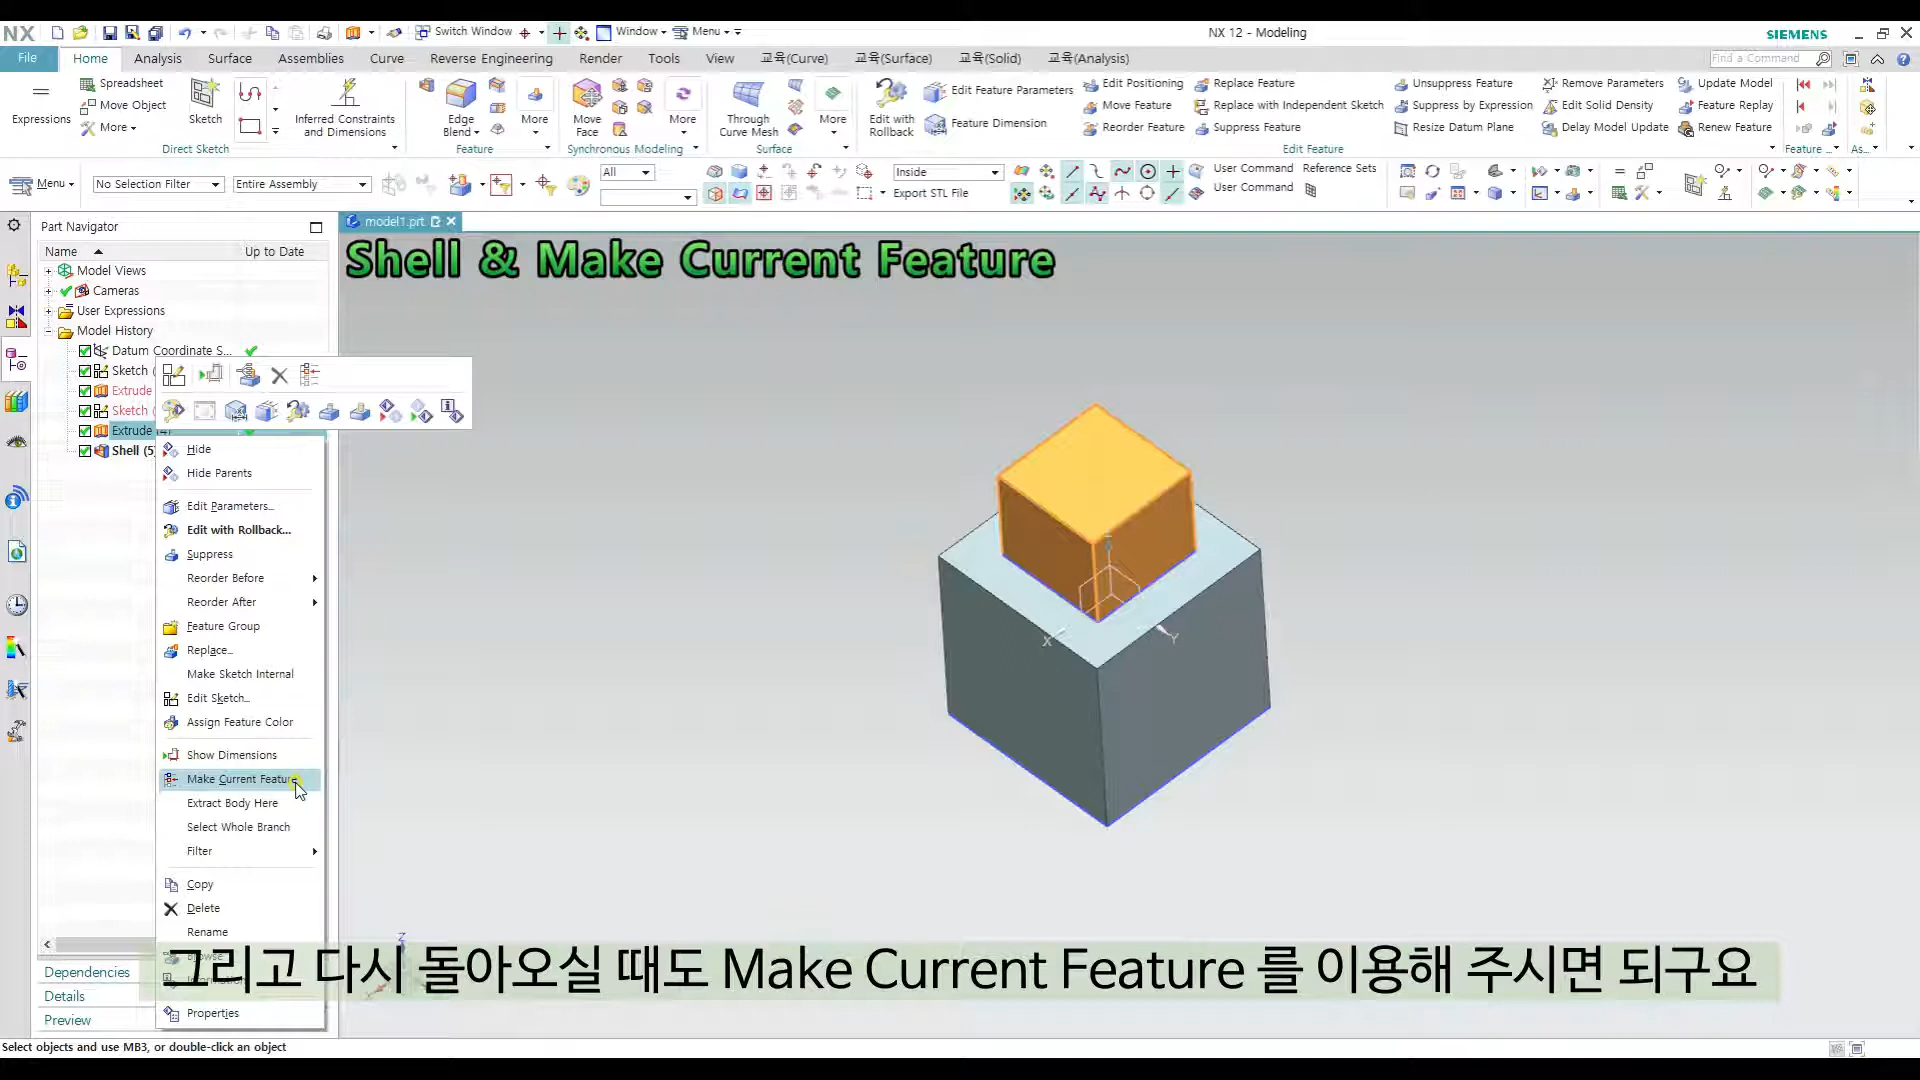 NX
Switch Window
Window
Menu
NX 12 - Modeling
SIEMENS
File
Home
Analysis
Surface
Assemblies
Curve
Reverse Engineering
Render
Tools
View
교육(Curve)
교육(Surface)
교육(Solid)
교육(Analysis)
Find a Command
Expressions
Spreadsheet
Move Object
More
Sketch
Direct Sketch
Inferred Constraints
and Dimensions
Edge
Blend
More
Feature
Move
Face
More
Synchronous Modeling
Through
Curve Mesh
More
Surface
Edit with
Rollback
Edit Feature Parameters
Feature Dimension
Edit Positioning
Move Feature
Reorder Feature
Replace Feature
Replace with Independent Sketch
Suppress Feature
Unsuppress Feature
Suppress by Expression
Resize Datum Plane
Remove Parameters
Edit Solid Density
Delay Model Update
Update Model
Feature Replay
Renew Feature
Edit Feature
Feature ...
As...
Menu
No Selection Filter
Entire Assembly
All
Inside
Export STL File
User Command
Reference Sets
User Command
Part Navigator
model1.prt
Shell & Make Current Feature
Name
Up to Date
Model Views
Cameras
User Expressions
Model History
Datum Coordinate S...
Sketch (
Extrude
Sketch (
Extrude (4)
Shell (5)
Hide
Hide Parents
Edit Parameters...
Edit with Rollback...
Suppress
Reorder Before
Reorder After
Feature Group
Replace...
Make Sketch Internal
Edit Sketch...
Assign Feature Color
Show Dimensions
Make Current Feature
Extract Body Here
Select Whole Branch
Filter
Copy
Delete
Rename
Properties
X
Y
Z
그리고 다시 돌아오실 때도 Make Current Feature 를 이용해 주시면 되구요
Dependencies
Details
Preview
Select objects and use MB3, or double-click an object